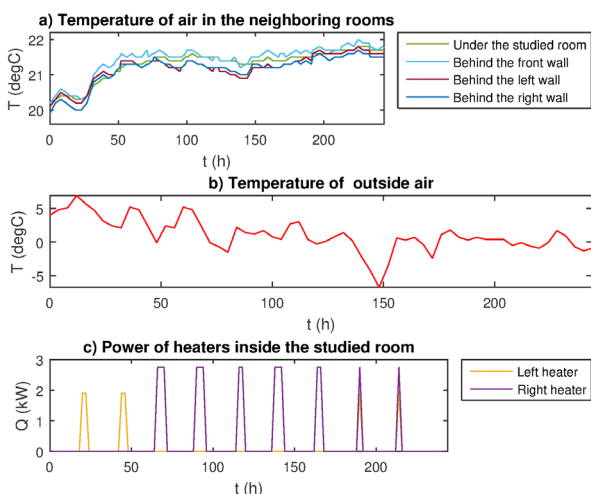 a) Temperature of air in the neighboring rooms
22
21
20
T (degC)
0 50 100 150 200
t (h)
Under the studied room
Behind the front wall
Behind the left wall
Behind the right wall
b) Temperature of outside air
5
0
-5
T (degC)
0 50 100 150 200
t (h)
c) Power of heaters inside the studied room
3
2
1
0
Q (kW)
0 50 100 150 200
t (h)
Left heater
Right heater